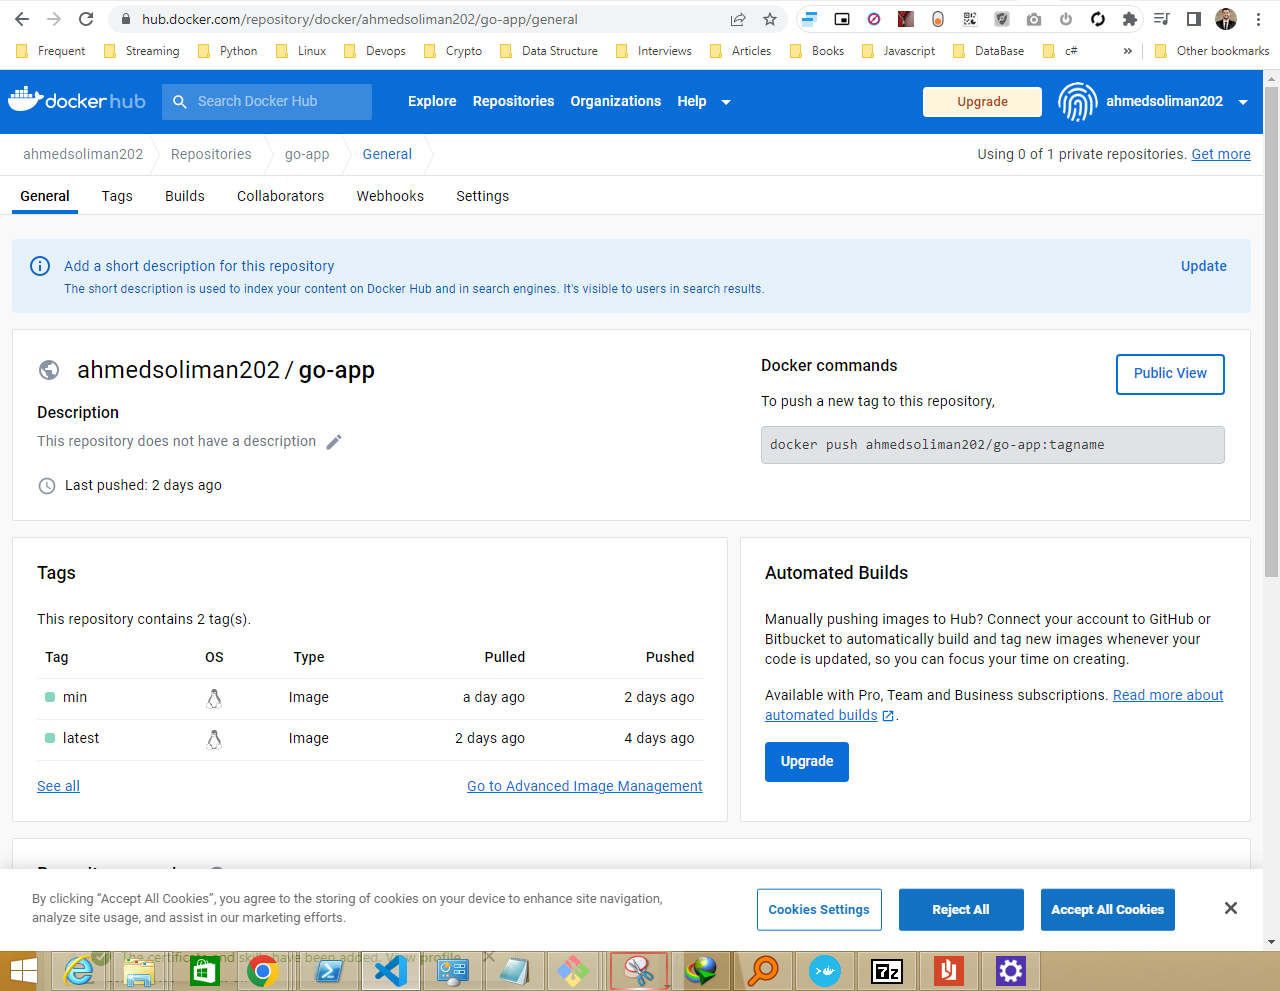 hub.docker.com/repository/docker/ahmedsoliman202/go-app/general
Frequent Streaming Python Linux Devops Crypto Data Structure Interviews Articles Books Javascript DataBase c# » Other bookmarks
docker hub Search Docker Hub Explore Repositories Organizations Help Upgrade ahmedsoliman202
ahmedsoliman202 Repositories go-app General Using 0 of 1 private repositories. Get more
General Tags Builds Collaborators Webhooks Settings
Add a short description for this repository Update
The short description is used to index your content on Docker Hub and in search engines. It's visible to users in search results.
ahmedsoliman202 / go-app
Description
This repository does not have a description
Last pushed: 2 days ago
Docker commands
Public View
To push a new tag to this repository,
docker push ahmedsoliman202/go-app:tagname
Tags
This repository contains 2 tag(s).
Tag OS Type Pulled Pushed
min Image a day ago 2 days ago
latest Image 2 days ago 4 days ago
See all Go to Advanced Image Management
Automated Builds
Manually pushing images to Hub? Connect your account to GitHub or
Bitbucket to automatically build and tag new images whenever your
code is updated, so you can focus your time on creating.
Available with Pro, Team and Business subscriptions. Read more about
automated builds .
Upgrade
By clicking “Accept All Cookies”, you agree to the storing of cookies on your device to enhance site navigation,
analyze site usage, and assist in our marketing efforts.
Cookies Settings Reject All Accept All Cookies
The certificate and skills have been added. View profile
7z